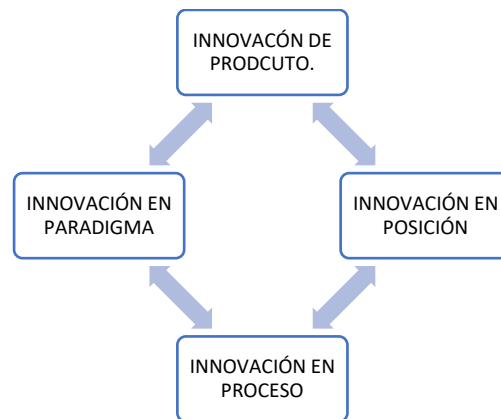 INNOVACÓN DE
PRODCUTO.
INNOVACIÓN EN
PARADIGMA
INNOVACIÓN EN
POSICIÓN
INNOVACIÓN EN
PROCESO